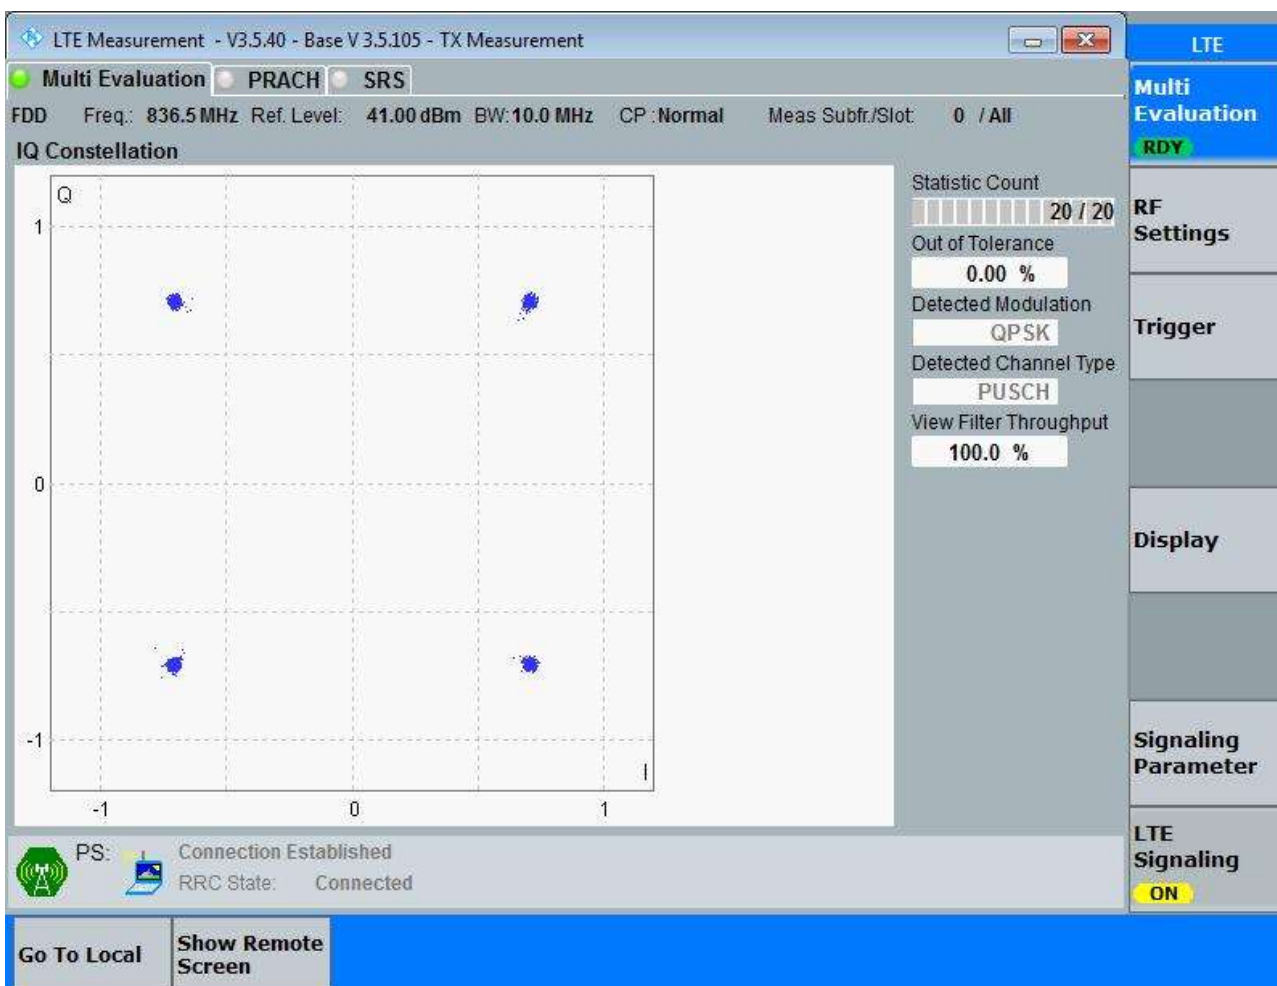 LTE Measurement - V3.5.40 - Base V 3.5.105 - TX Measurement
LTE
Multi Evaluation PRACH SRS
FDD Freq.: 836.5 MHz Ref. Level: 41.00 dBm BW: 10.0 MHz CP : Normal Meas Subfr./Slot: 0 / All
IQ Constellation
Q
1
0
-1
I
-1 0 1
Statistic Count
20 / 20
Out of Tolerance
0.00 %
Detected Modulation
QPSK
Detected Channel Type
PUSCH
View Filter Throughput
100.0 %
Multi
Evaluation
RDY
RF
Settings
Trigger
Display
Signaling
Parameter
LTE
Signaling
ON
PS: Connection Established
RRC State: Connected
Go To Local
Show Remote
Screen